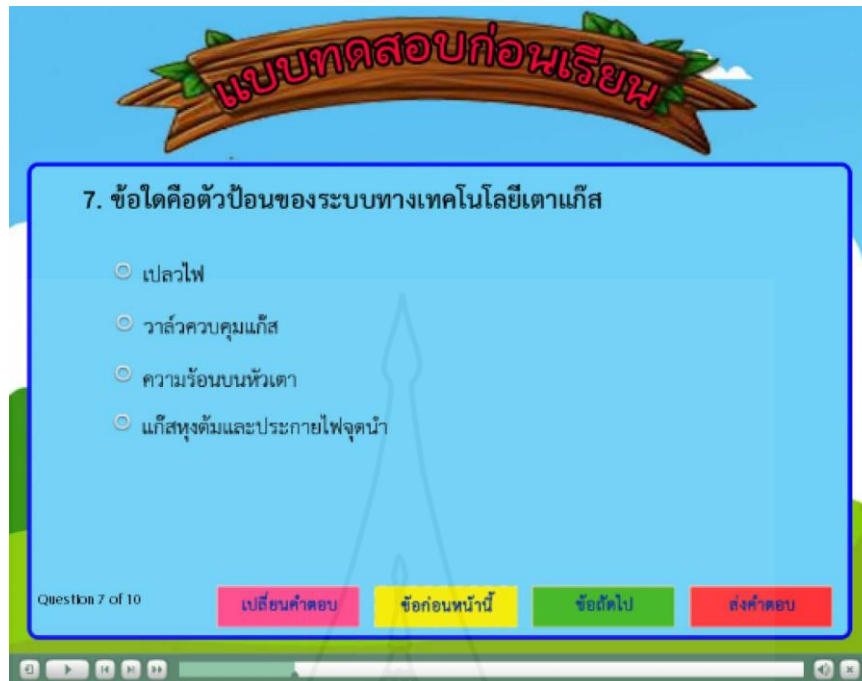 แบบทดสอบก่อนเรียน
7. ข้อใดคือตัวป้อนของระบบทางเทคโนโลยีเตาแก๊ส
เปลวไฟ
วาล์วควบคุมแก๊ส
ความร้อนบนหัวเตา
แก๊สหุงต้มและประกายไฟจุดนำ
Question 7 of 10
เปลี่ยนคำตอบ
ข้อก่อนหน้านี้
ข้อถัดไป
ส่งคำตอบ